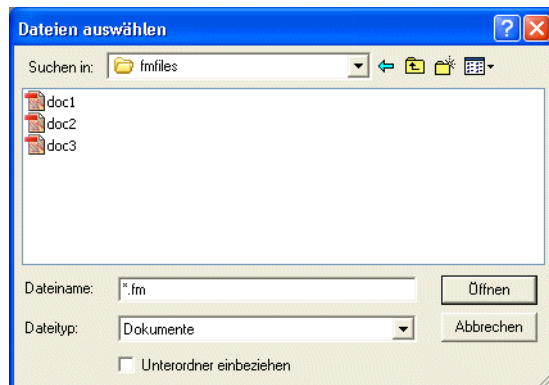 Dateien auswählen
Suchen in: fmfiles
doc1
doc2
doc3
Dateiname: *.fm Öffnen
Dateityp: Dokumente Abbrechen
Unterordner einbeziehen